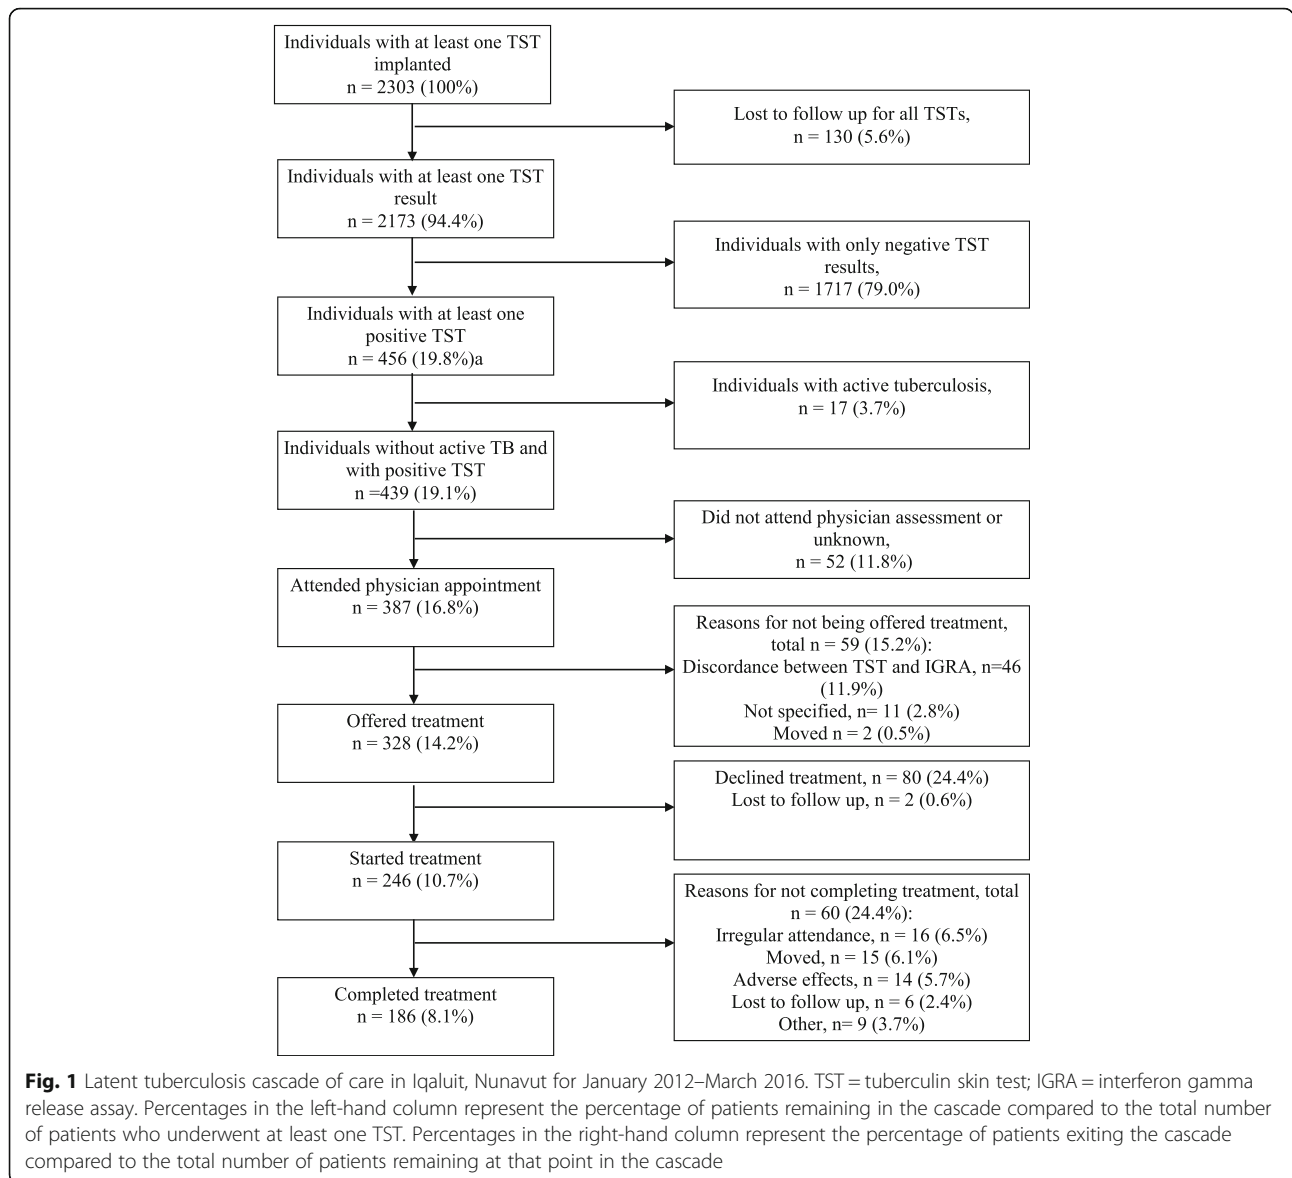 Individuals with at least one TST
implanted
n = 2303 (100%)
Lost to follow up for all TSTs,
n = 130 (5.6%)
Individuals with at least one TST
result
n = 2173 (94.4%)
Individuals with only negative TST
results,
n = 1717 (79.0%)
Individuals with at least one
positive TST
n = 456 (19.8%)a
Individuals with active tuberculosis,
n = 17 (3.7%)
Individuals without active TB and
with positive TST
n =439 (19.1%)
Did not attend physician assessment or
unknown,
n = 52 (11.8%)
Attended physician appointment
n = 387 (16.8%)
Reasons for not being offered treatment,
total n = 59 (15.2%):
Discordance between TST and IGRA, n=46
(11.9%)
Not specified, n= 11 (2.8%)
Moved n = 2 (0.5%)
Offered treatment
n = 328 (14.2%)
Declined treatment, n = 80 (24.4%)
Lost to follow up, n = 2 (0.6%)
Started treatment
n = 246 (10.7%)
Reasons for not completing treatment, total
n = 60 (24.4%):
Irregular attendance, n = 16 (6.5%)
Moved, n = 15 (6.1%)
Adverse effects, n = 14 (5.7%)
Lost to follow up, n = 6 (2.4%)
Other, n= 9 (3.7%)
Completed treatment
n = 186 (8.1%)
Fig. 1 Latent tuberculosis cascade of care in Iqaluit, Nunavut for January 2012–March 2016. TST = tuberculin skin test; IGRA = interferon gamma
release assay. Percentages in the left-hand column represent the percentage of patients remaining in the cascade compared to the total number
of patients who underwent at least one TST. Percentages in the right-hand column represent the percentage of patients exiting the cascade
compared to the total number of patients remaining at that point in the cascade